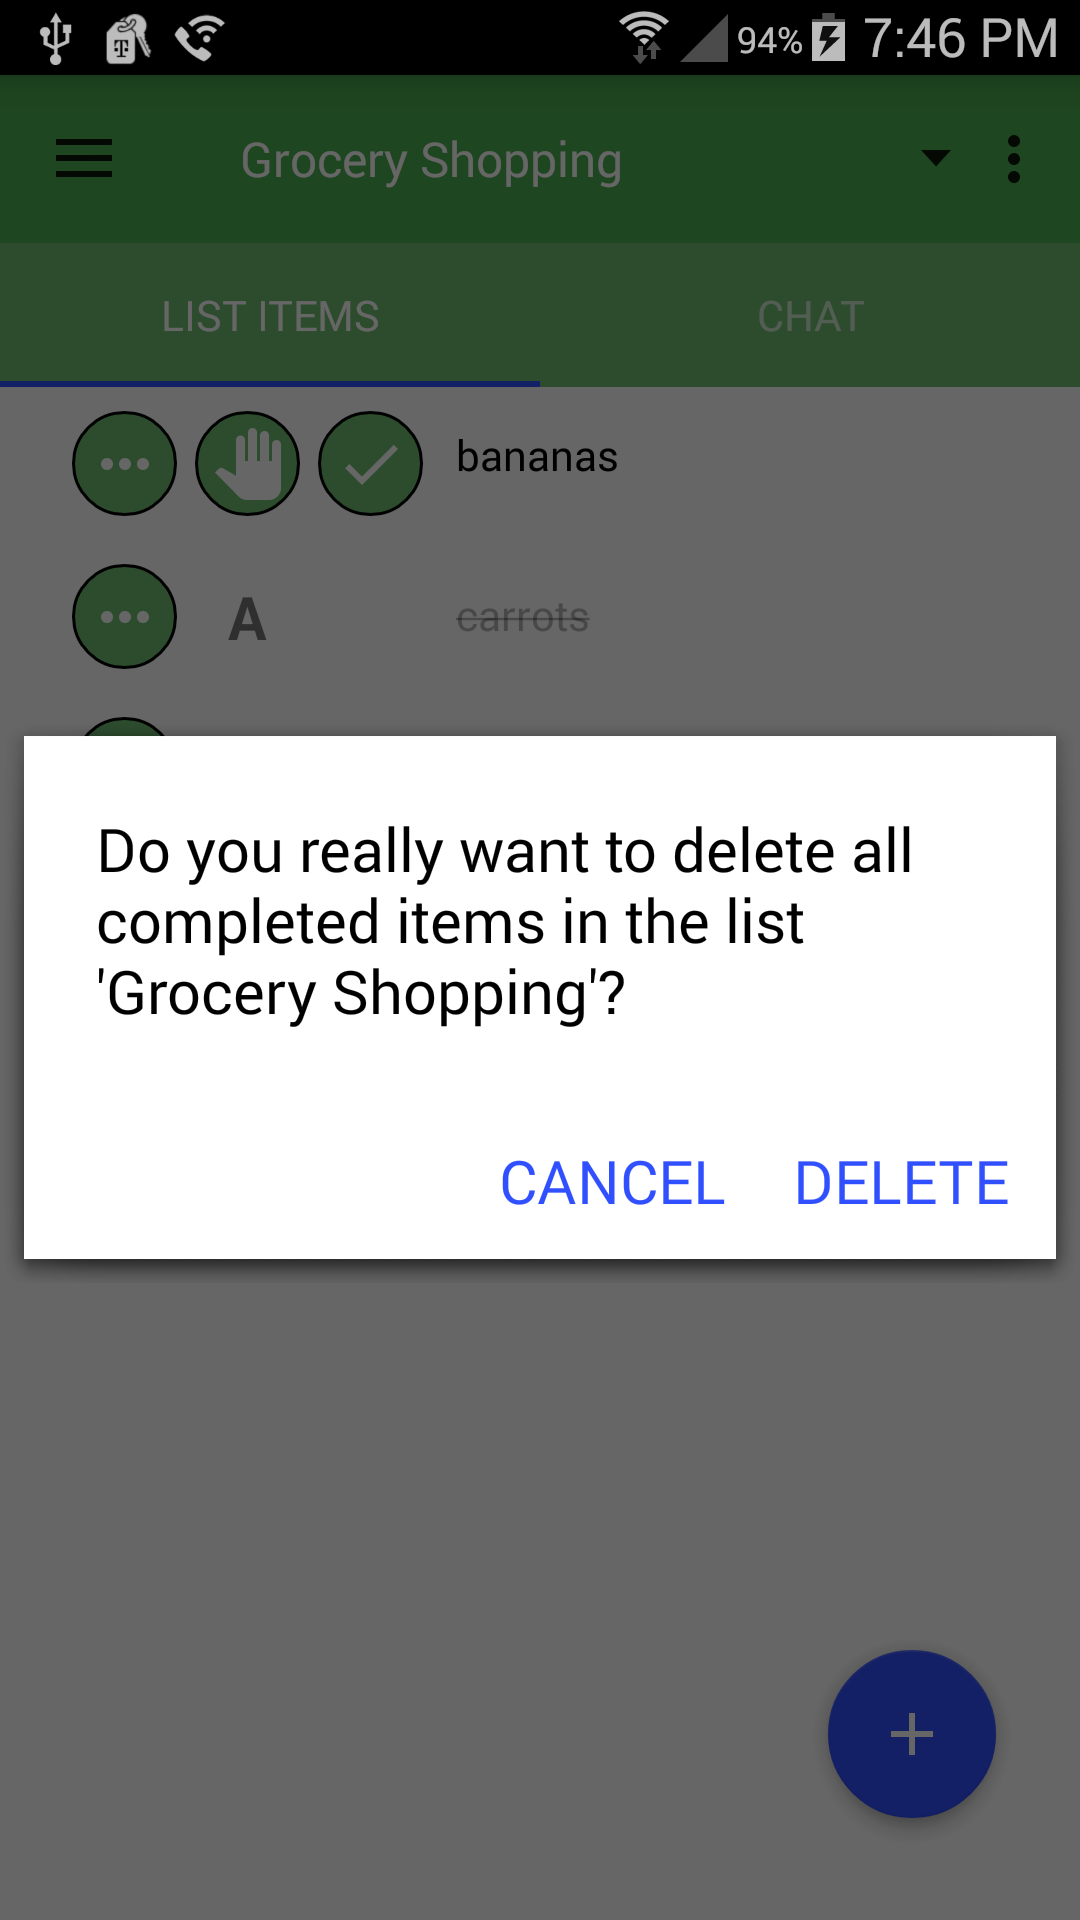 94% 7:46 PM
Grocery Shopping
LIST ITEMS CHAT
bananas
A carrots
Do you really want to delete all
completed items in the list
'Grocery Shopping'?
CANCEL DELETE